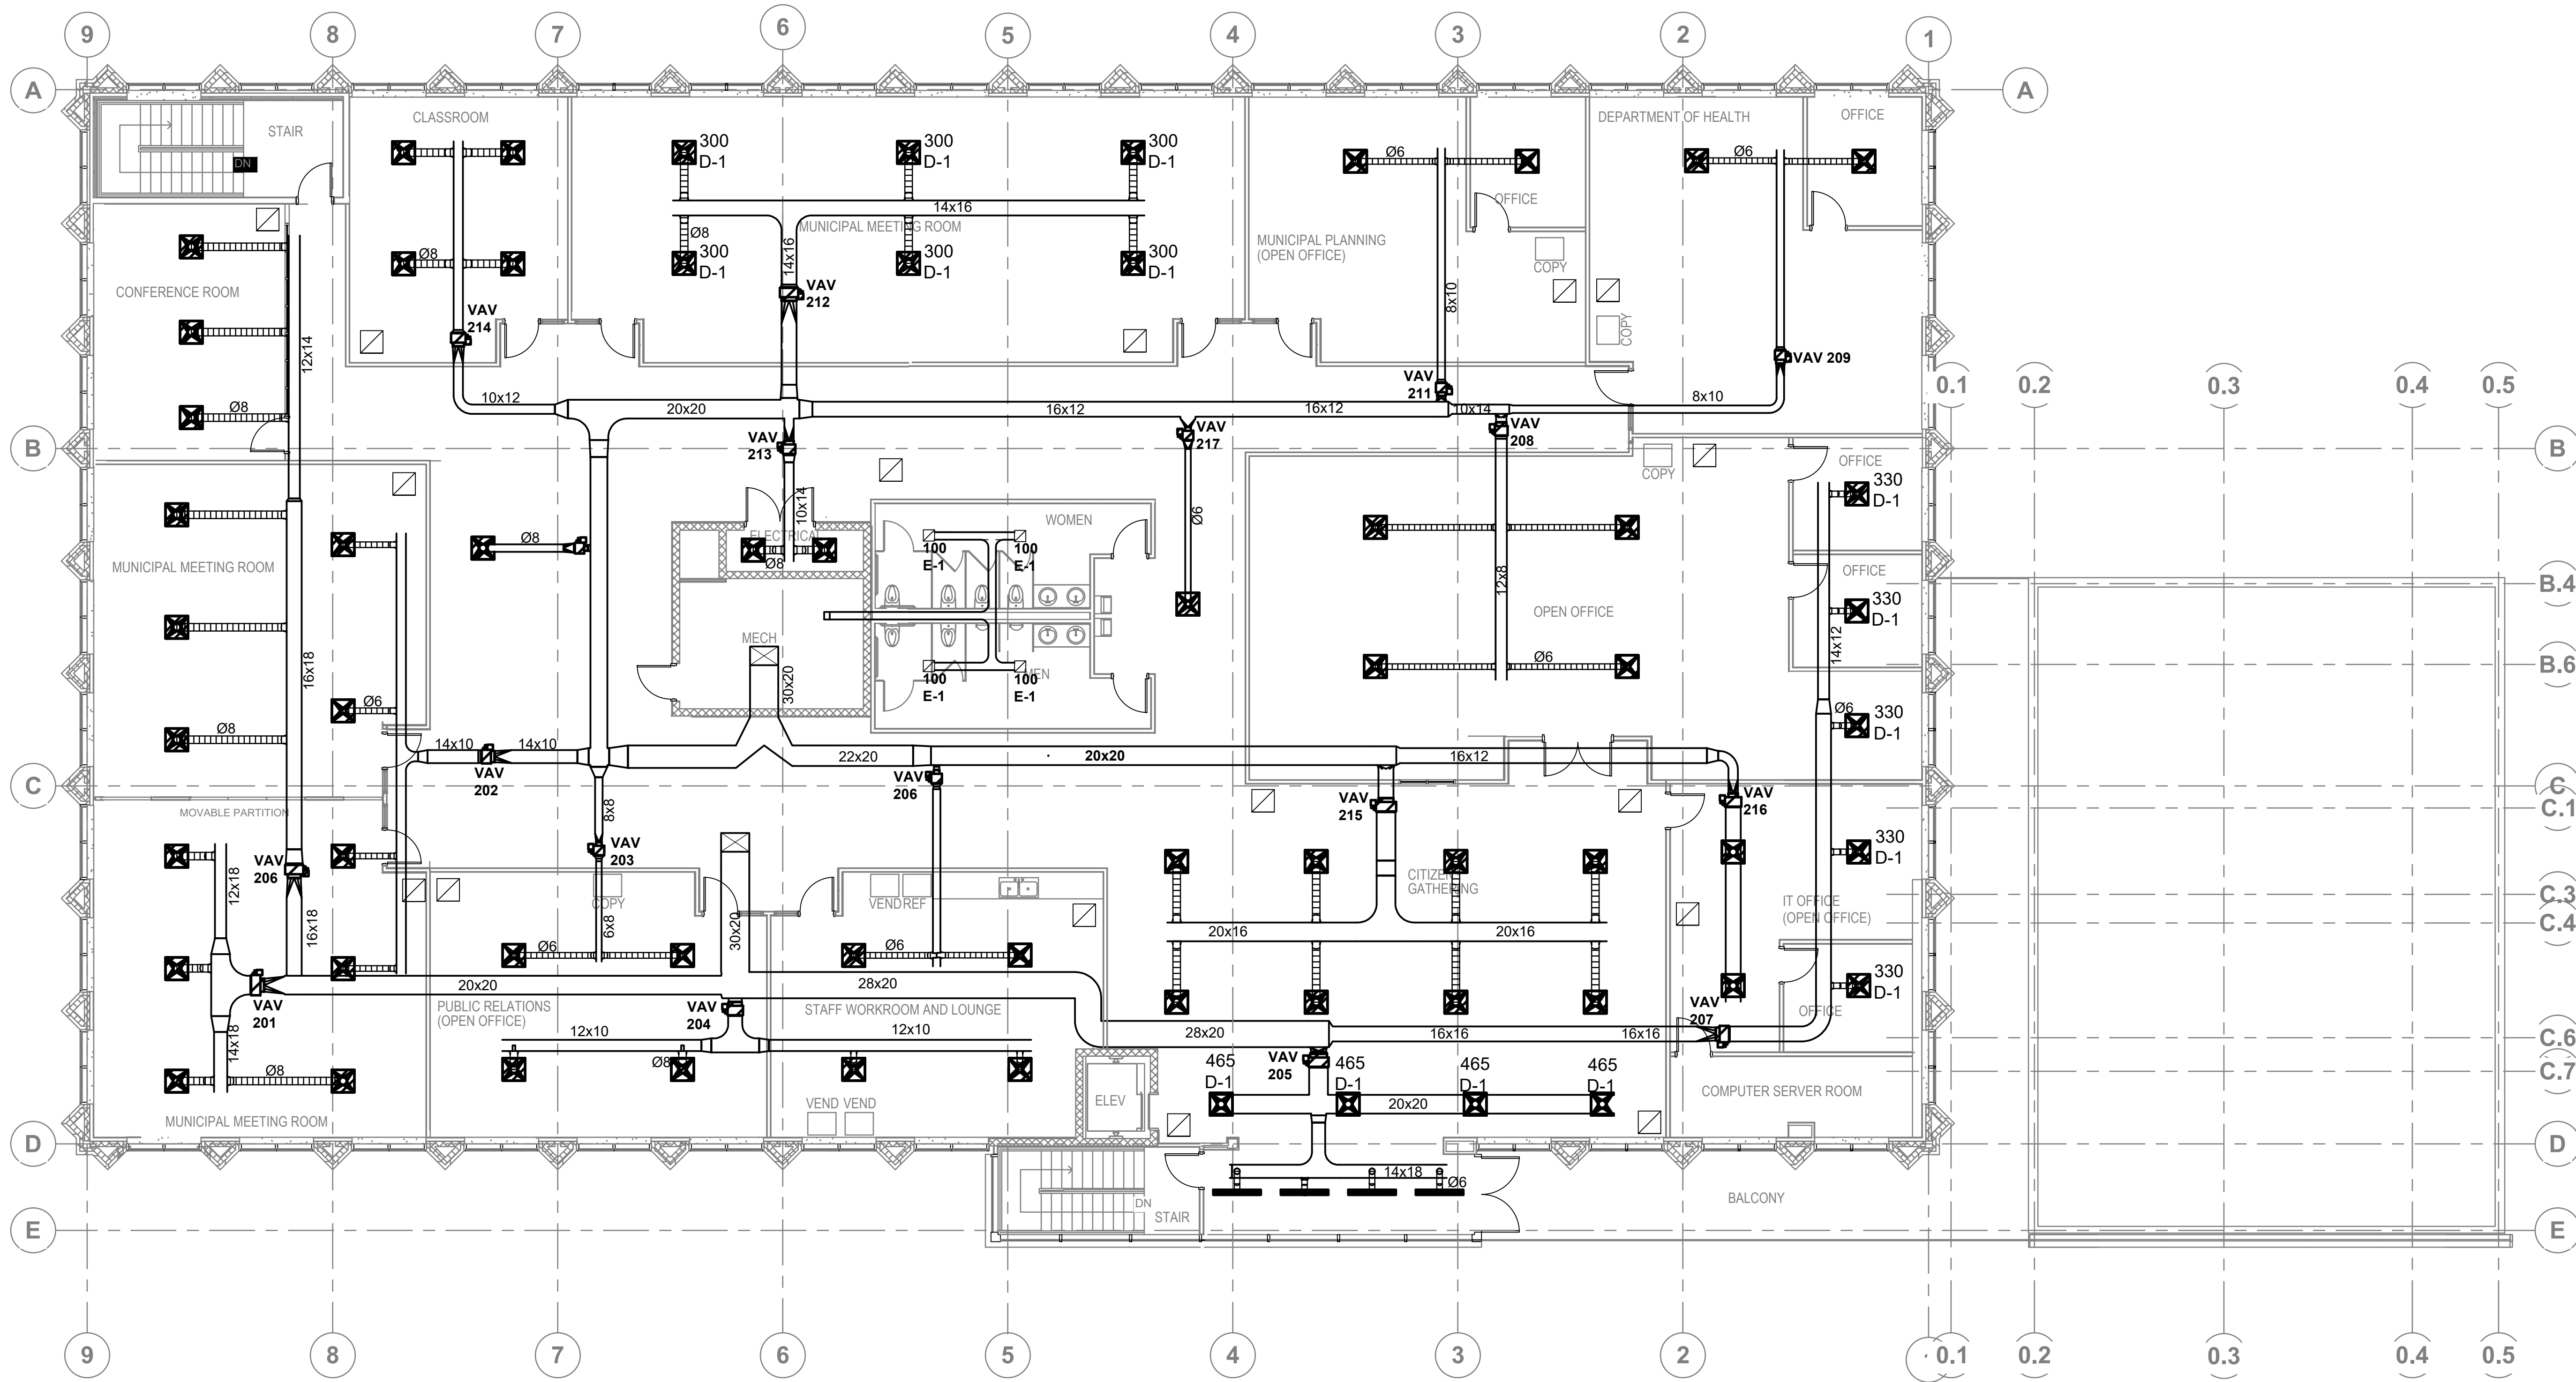 9
8
7
6
5
4
3
2
1
A
A
STAIR
DN
CLASSROOM
300
D-1
300
D-1
300
D-1
14x16
MUNICIPAL MEETING ROOM
Ø8
14x16
300
D-1
300
D-1
300
D-1
VAV
212
Ø8
VAV
214
Ø6
OFFICE
MUNICIPAL PLANNING
(OPEN OFFICE)
COPY
8x10
DEPARTMENT OF HEALTH
OFFICE
Ø6
COPY
VAV 209
CONFERENCE ROOM
12x14
Ø8
10x12
20x20
16x12
16x12
VAV
211
10x14
8x10
VAV
208
VAV
217
VAV
213
0.1
0.2
0.3
0.4
0.5
B
B
COPY
OFFICE
330
D-1
10x14
ELECTRICAL
Ø8
Ø8
Ø6
WOMEN
100
E-1
100
E-1
MUNICIPAL MEETING ROOM
12x8
OPEN OFFICE
OFFICE
330
D-1
B.4
14x12
MECH
30x20
MEN
100
E-1
100
E-1
16x18
Ø6
Ø6
B.6
Ø6
330
D-1
Ø8
14x10
14x10
VAV
202
22x20
20x20
16x12
VAV
206
C
C
C.1
VAV
215
VAV
216
MOVABLE PARTITION
8x8
VAV
203
VAV
206
12x18
16x18
330
D-1
CITIZEN
GATHERING
COPY
VEND
REF
6x8
30x20
Ø6
Ø6
20x16
20x16
IT OFFICE
(OPEN OFFICE)
C.3
C.4
330
D-1
OFFICE
20x20
28x20
VAV
201
PUBLIC RELATIONS
(OPEN OFFICE)
VAV
204
STAFF WORKROOM AND LOUNGE
12x10
12x10
28x20
16x16
16x16
VAV
207
C.6
14x18
Ø8
Ø8
VAV
205
465
D-1
465
D-1
465
D-1
465
D-1
20x20
C.7
COMPUTER SERVER ROOM
ELEV
VEND
VEND
MUNICIPAL MEETING ROOM
D
D
14x18
Ø6
DN
STAIR
BALCONY
E
E
9
8
7
6
5
4
3
2
0.1
0.2
0.3
0.4
0.5